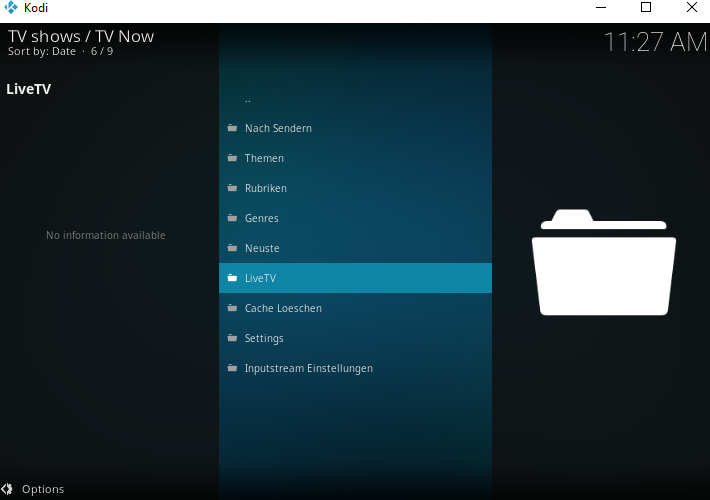 Kodi
TV shows / TV Now
Sort by: Date · 6 / 9
11:27 AM
LiveTV
No information available
..
Nach Sendern
Themen
Rubriken
Genres
Neuste
LiveTV
Cache Loeschen
Settings
Inputstream Einstellungen
Options